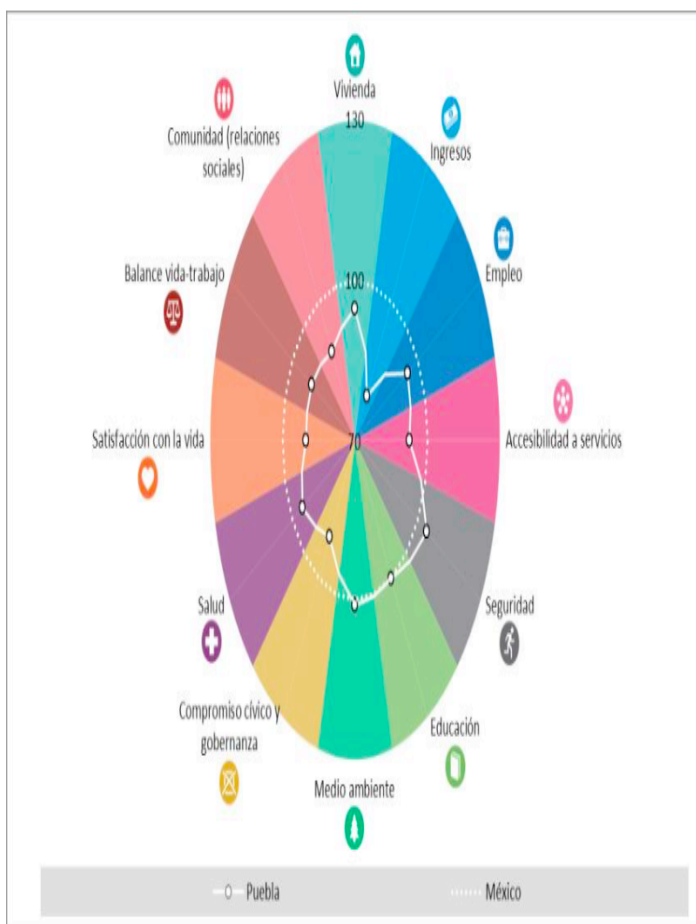 Vivienda
130
Comunidad (relaciones
sociales)
Ingresos
Balance vida-trabajo
Empleo
100
Satisfacción con la vida
70
Accesibilidad a servicios
Salud
Seguridad
Compromiso cívico y
gobernanza
Educación
Medio ambiente
Puebla
México